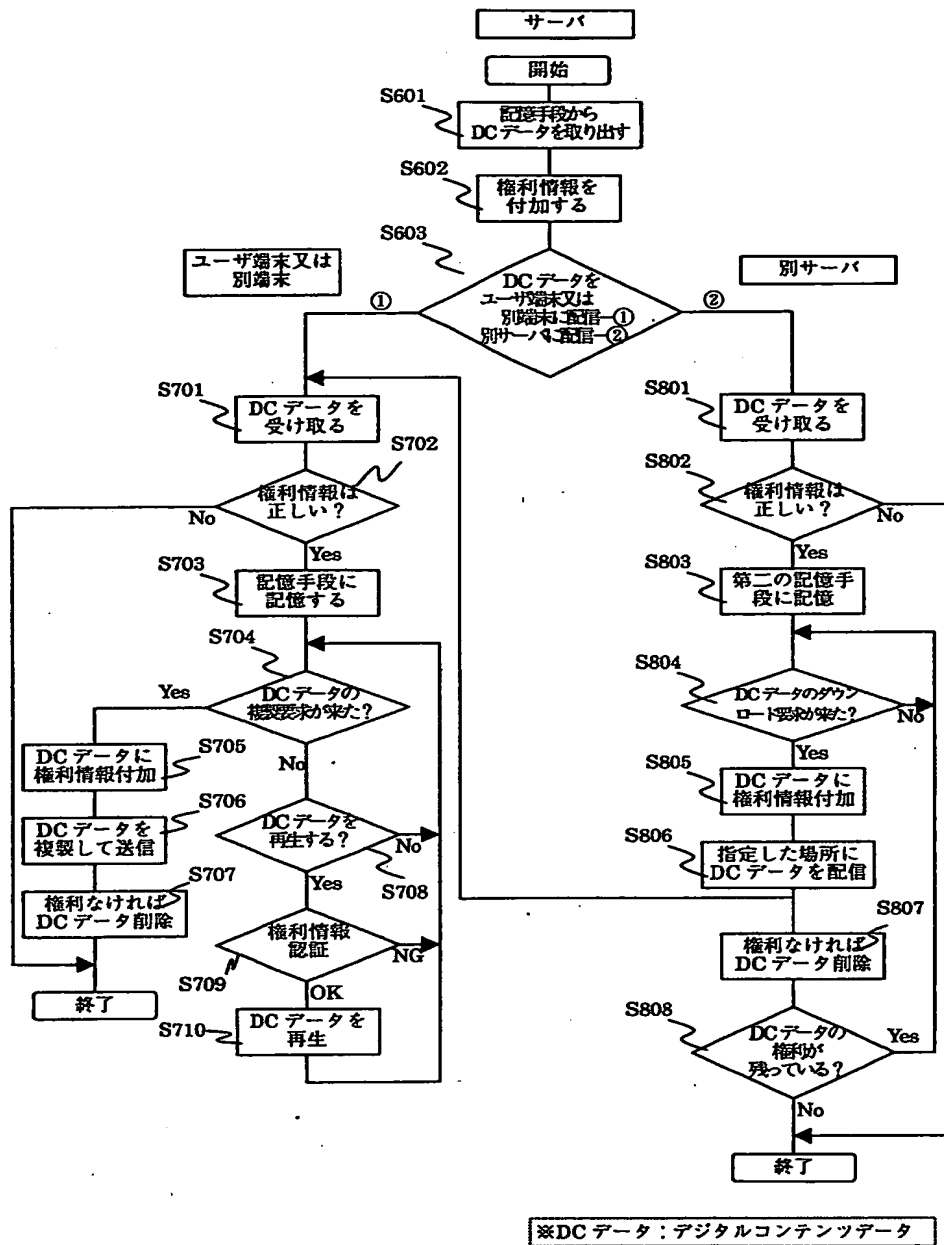 サーバ
開始
S601
記憶手段から
DCデータを取り出す
S602
権利情報を
付加する
S603
DCデータを
ユーザ端末又は
別端末に配信―①
別サーバに配信―②
①
②
ユーザ端末又は
別端末
S701
DCデータを
受け取る
S702
権利情報は
正しい？
No
Yes
S703
記憶手段に
記憶する
S704
DCデータの
複製要求が来た？
Yes
No
S705
DCデータに
権利情報付加
S706
DCデータを
複製して送信
S707
権利なければ
DCデータ削除
終了
DCデータを
再生する？
No
S708
Yes
権利情報
認証
NG
S709
OK
S710
DCデータを
再生
別サーバ
S801
DCデータを
受け取る
S802
権利情報は
正しい？
No
Yes
S803
第二の記憶手
段に記憶
S804
DCデータのダウン
ロード要求が来た？
No
Yes
S805
DCデータに
権利情報付加
S806
指定した場所に
DCデータを配信
S807
権利なければ
DCデータ削除
S808
DCデータの
権利が
残っている？
Yes
No
終了
※DCデータ：デジタルコンテンツデータ